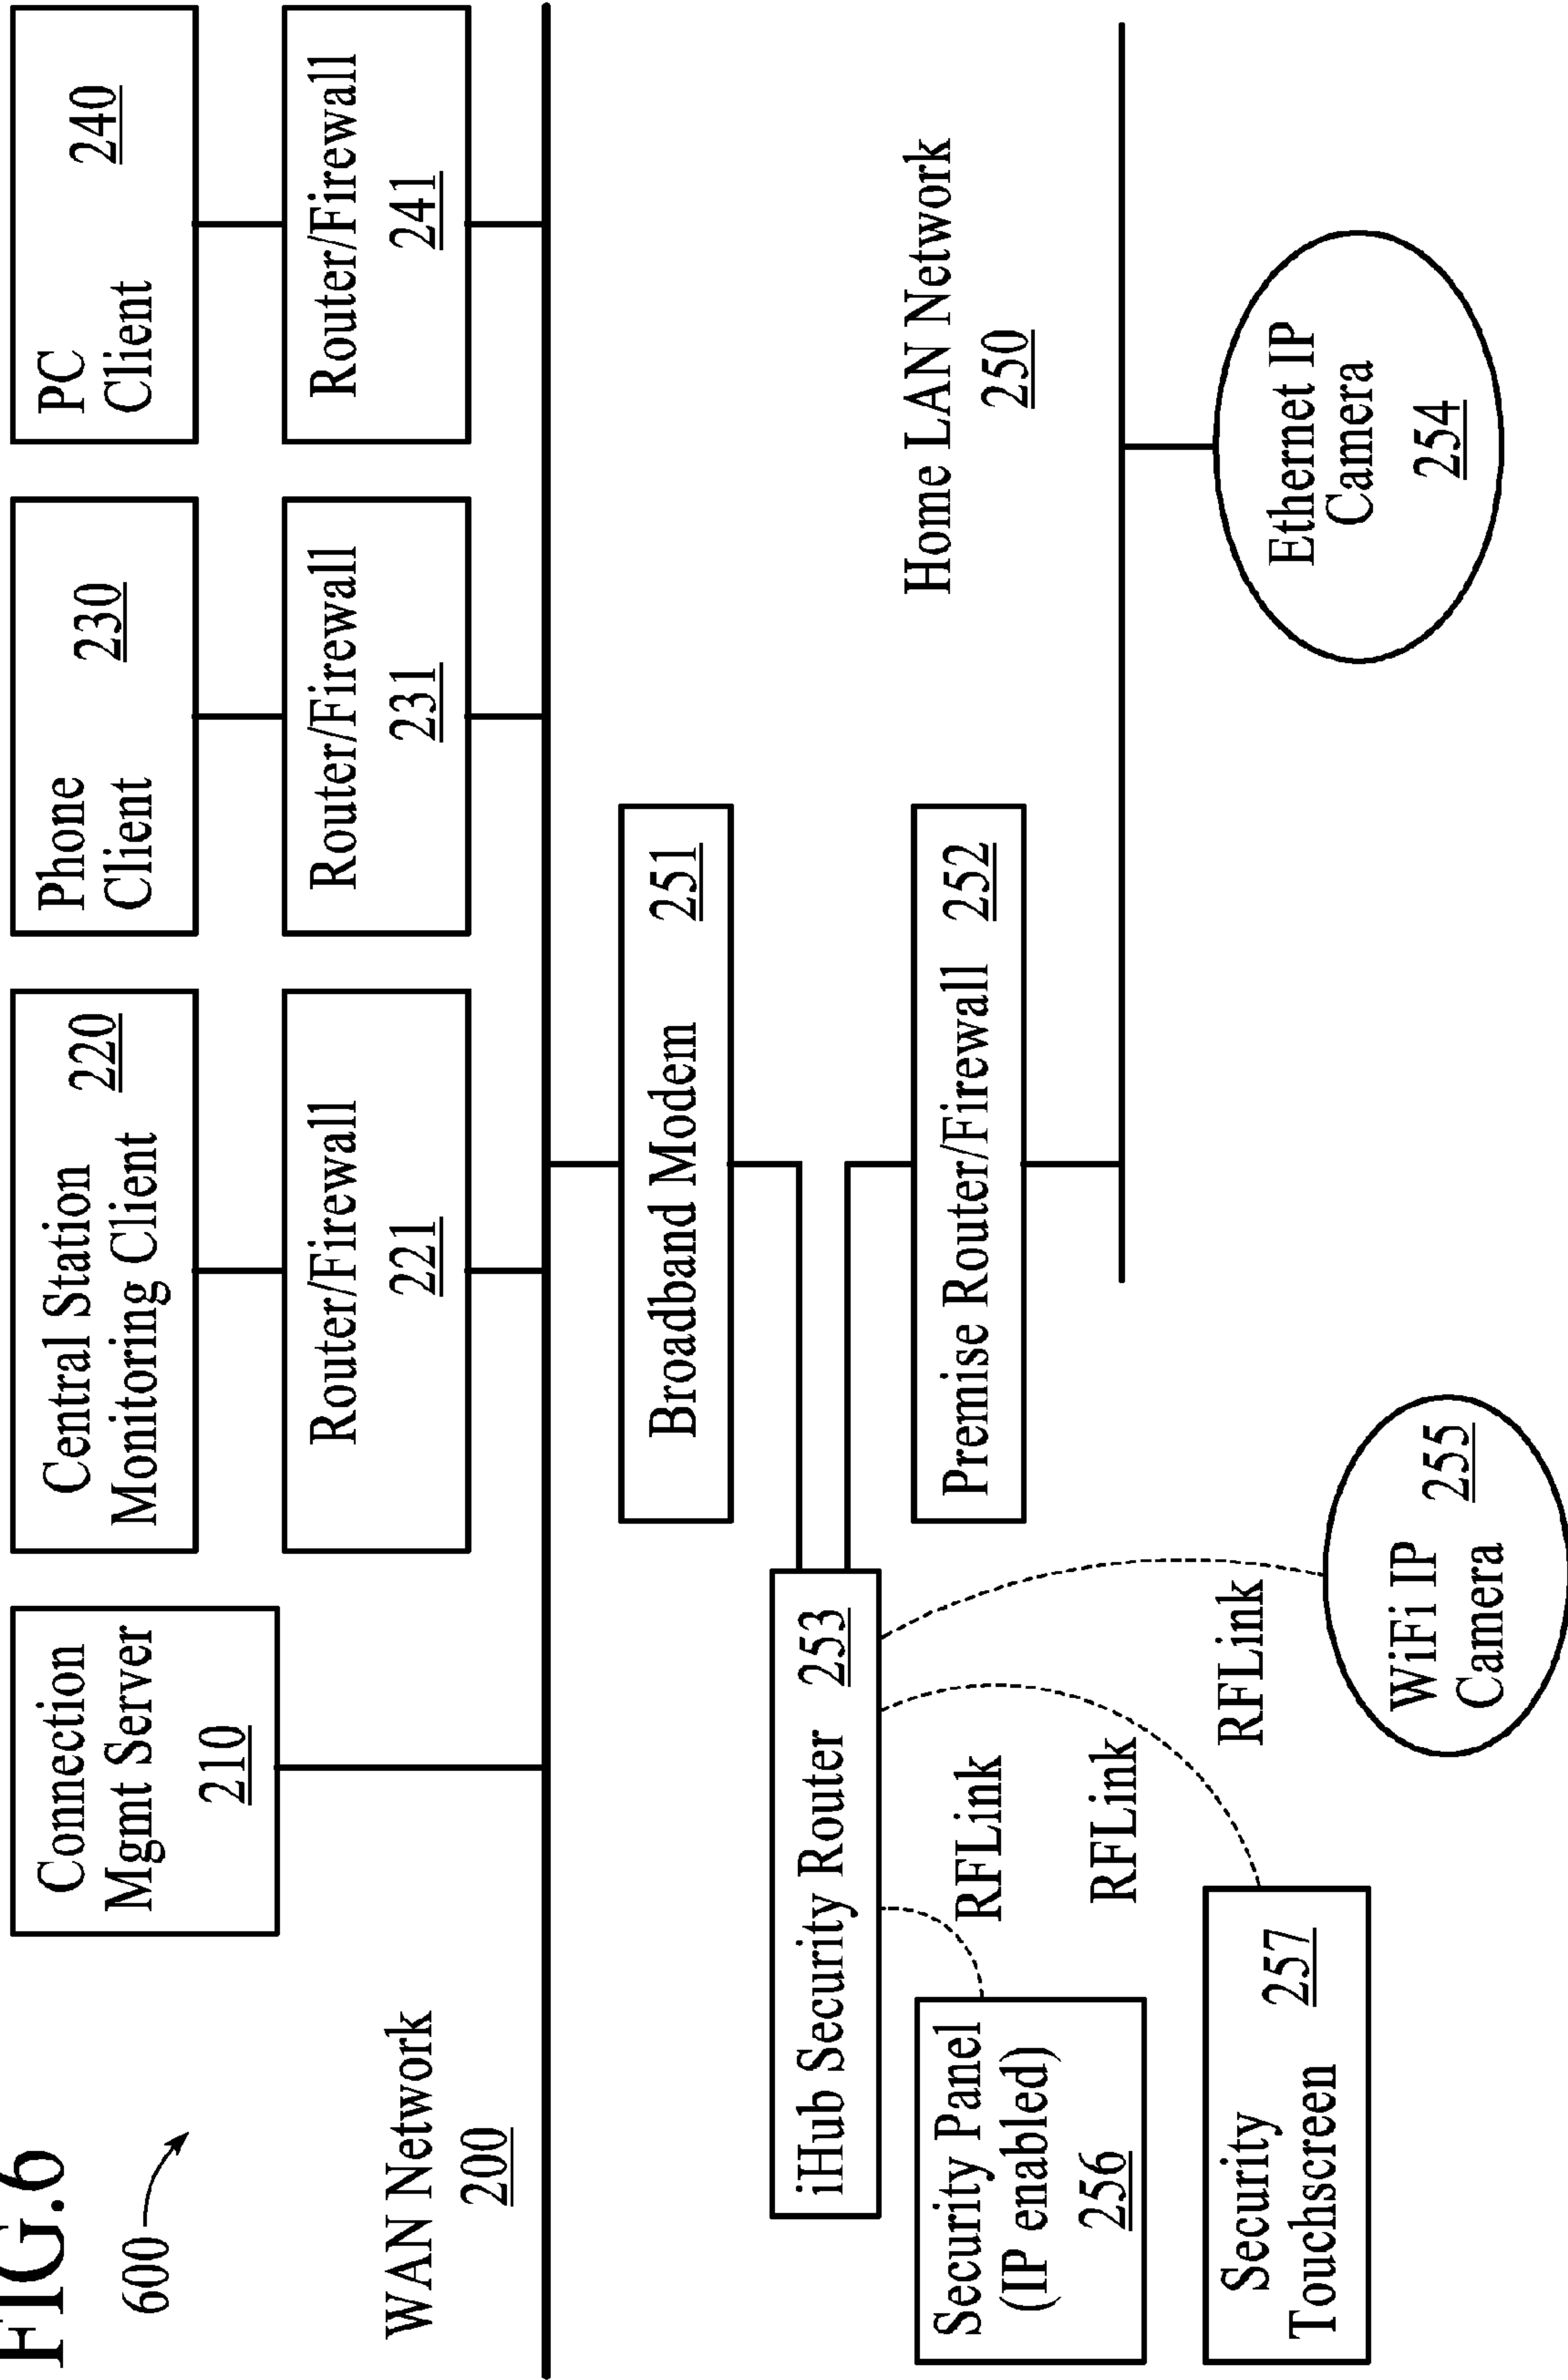 FIG.6
600
WAN Network
200
Connection
Mgmt Server
210
Central Station
Monitoring Client
220
Router/Firewall
221
Phone
Client
230
Router/Firewall
231
PC
Client
240
Router/Firewall
241
Broadband Modem 251
iHub Security Router 253
Premise Router/Firewall 252
Home LAN Network
250
Security Panel
(IP enabled)
256
RFLink
Security
Touchscreen
257
RFLink
RFLink
WiFi IP
Camera
255
Ethernet IP
Camera
254